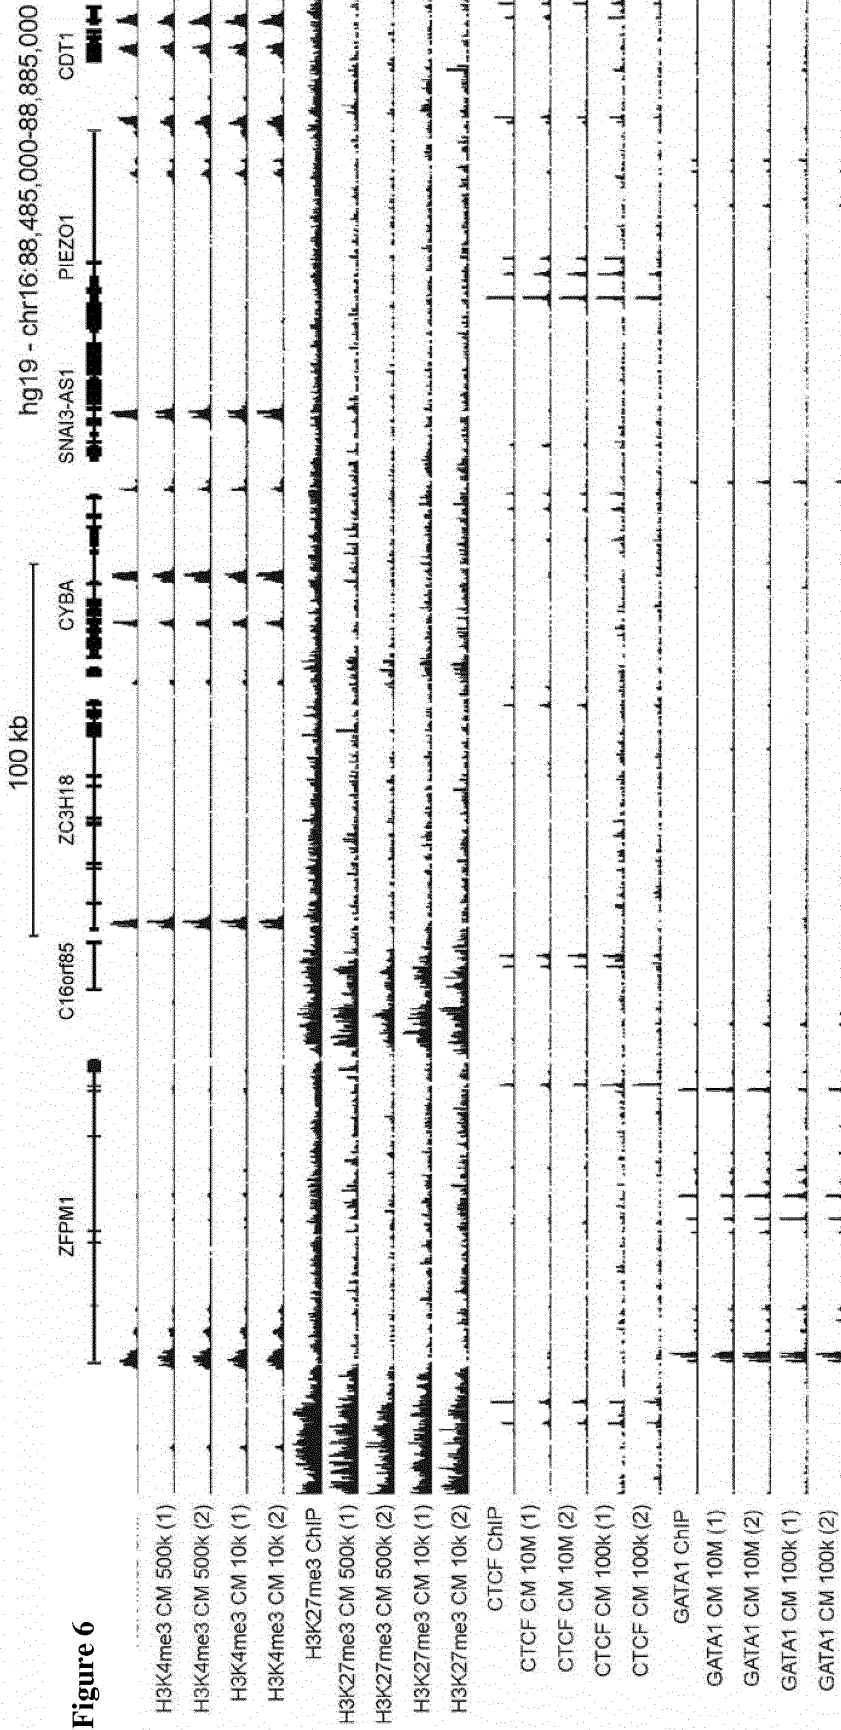 Figure 6
hg19 - chr16:88,485,000-88,885,000
100 kb
ZFPM1
C16orf85
ZC3H18
CYBA
SNAI3-AS1
PIEZO1
CDT1
H3K4me3 CM 500k (1)
H3K4me3 CM 500k (2)
H3K4me3 CM 10k (1)
H3K4me3 CM 10k (2)
H3K27me3 ChIP
H3K27me3 CM 500k (1)
H3K27me3 CM 500k (2)
H3K27me3 CM 10k (1)
H3K27me3 CM 10k (2)
CTCF ChIP
CTCF CM 10M (1)
CTCF CM 10M (2)
CTCF CM 100k (1)
CTCF CM 100k (2)
GATA1 ChIP
GATA1 CM 10M (1)
GATA1 CM 10M (2)
GATA1 CM 100k (1)
GATA1 CM 100k (2)